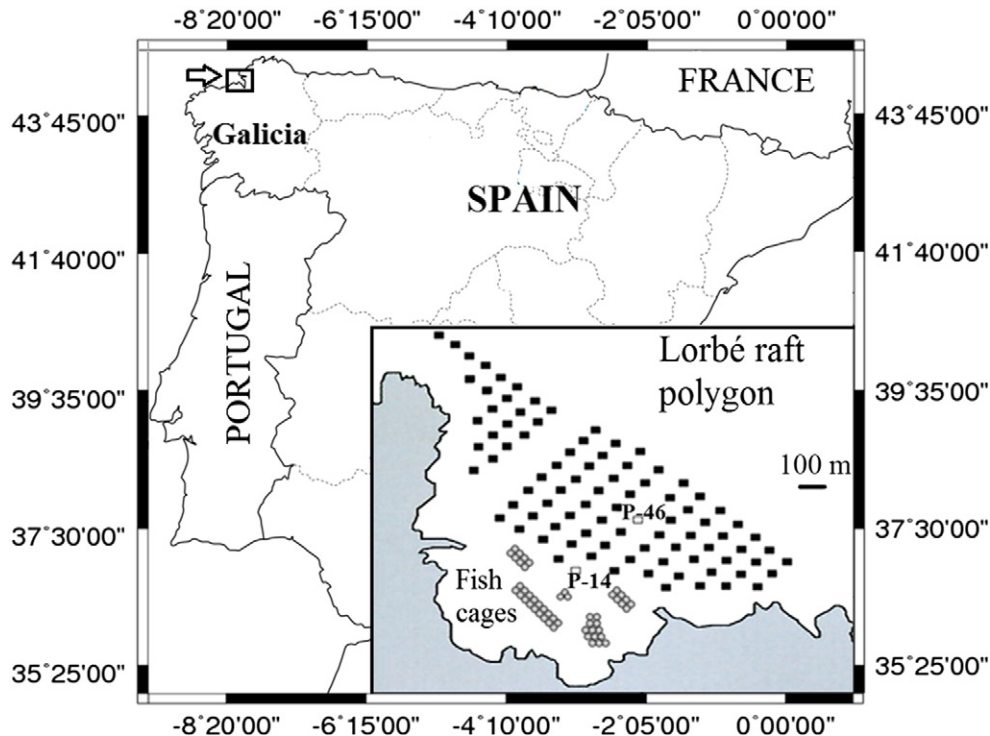 -8°20'00" -6°15'00" -4°10'00" -2°05'00" 0°00'00"
FRANCE
43°45'00" 43°45'00"
Galicia
SPAIN
41°40'00" 41°40'00"
PORTUGAL
Lorbé raft
polygon
39°35'00" 39°35'00"
100 m
P-46
37°30'00" 37°30'00"
P-14
Fish
cages
35°25'00" 35°25'00"
-8°20'00" -6°15'00" -4°10'00" -2°05'00" 0°00'00"